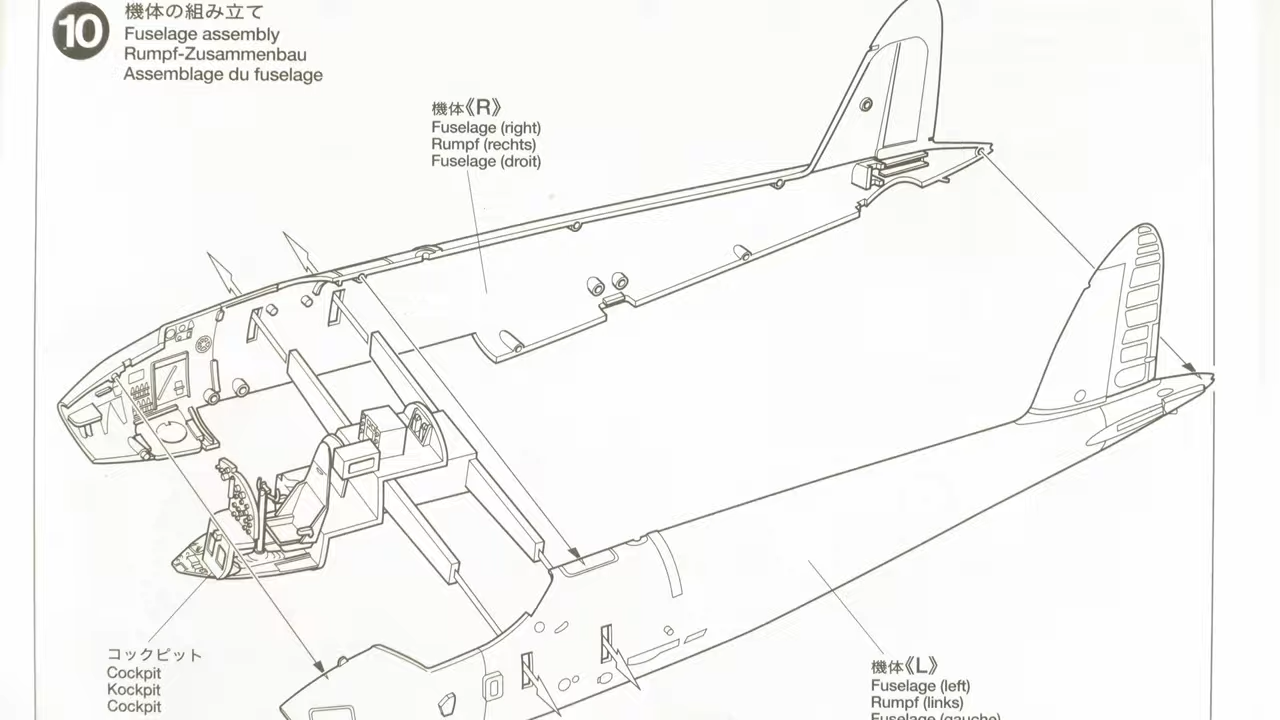 10
機体の組み立て
Fuselage assembly
Rumpf-Zusammenbau
Assemblage du fuselage
機体《R》
Fuselage (right)
Rumpf (rechts)
Fuselage (droit)
コックピット
Cockpit
Kockpit
Cockpit
機体《L》
Fuselage (left)
Rumpf (links)
Fuselage (gauche)